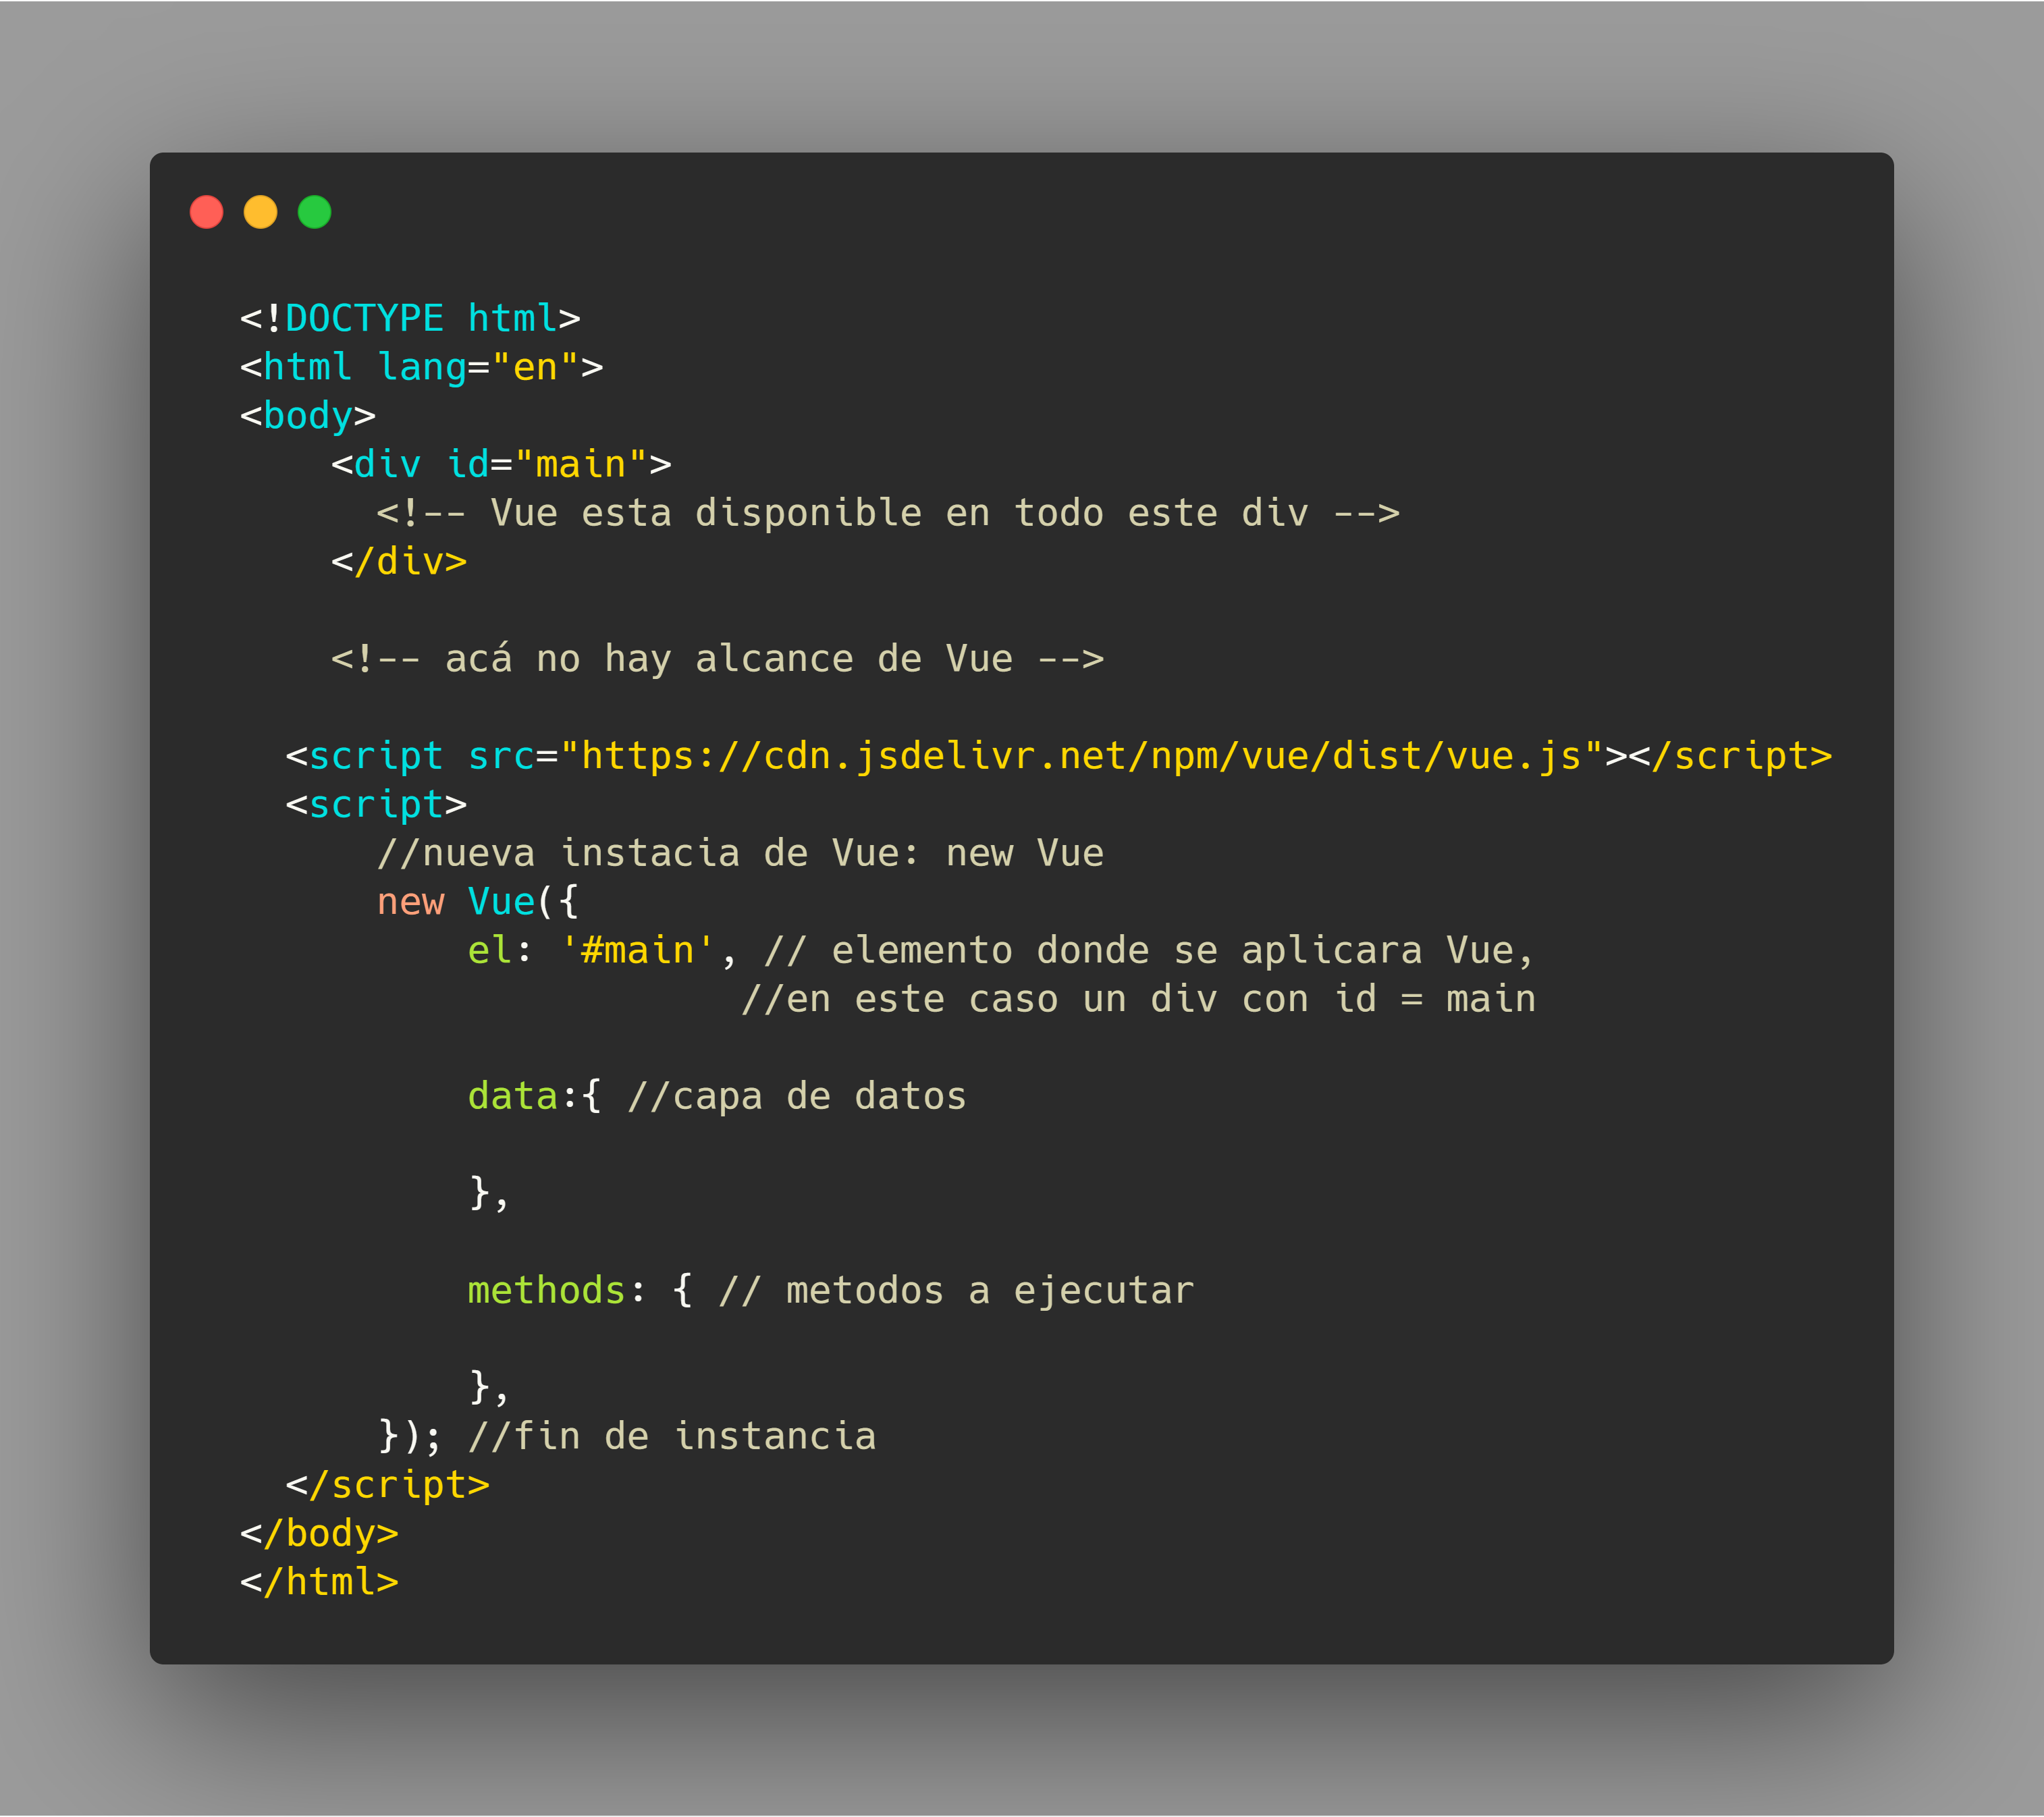 <!DOCTYPE html>
<html lang="en">
<body>
    <div id="main">
      <!-- Vue esta disponible en todo este div -->
    </div>

    <!-- acá no hay alcance de Vue -->

  <script src="https://cdn.jsdelivr.net/npm/vue/dist/vue.js"></script>
  <script>
      //nueva instacia de Vue: new Vue
      new Vue({
          el: '#main', // elemento donde se aplicara Vue,
                      //en este caso un div con id = main

          data:{ //capa de datos

          },

          methods: { // metodos a ejecutar

          },
      }); //fin de instancia
  </script>
</body>
</html>